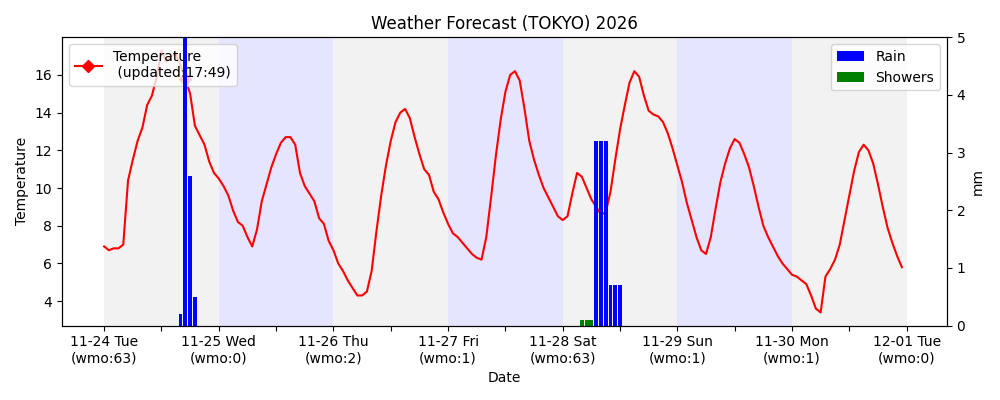 Weather Forecast (TOKYO) 2026
Temperature
(updated:17:49)
Rain
Showers
16
14
12
10
8
6
4
Temperature
5
4
3
2
1
0
mm
11-24 Tue
(wmo:63)
11-25 Wed
(wmo:0)
11-26 Thu
(wmo:2)
11-27 Fri
(wmo:1)
11-28 Sat
(wmo:63)
11-29 Sun
(wmo:1)
11-30 Mon
(wmo:1)
12-01 Tue
(wmo:0)
Date